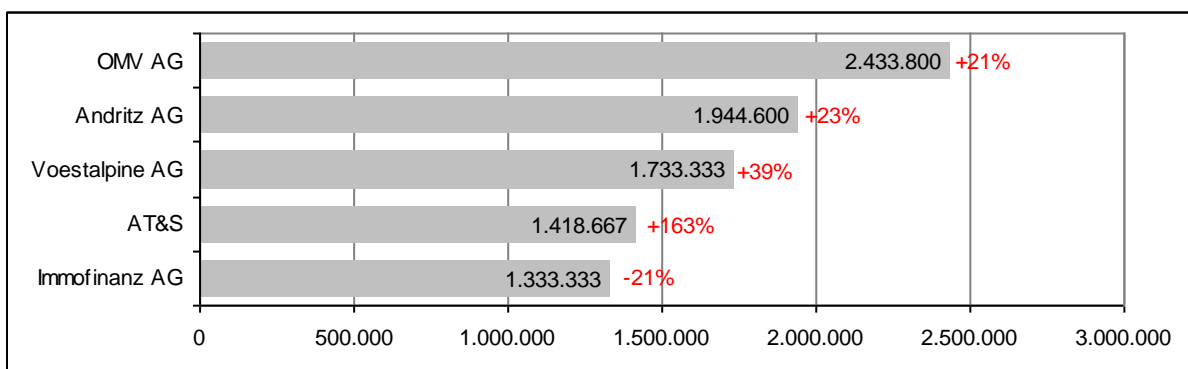 OMV AG 2.433.800 +21%
Andritz AG 1.944.600 +23%
Voestalpine AG 1.733.333 +39%
AT&S 1.418.667 +163%
Immofinanz AG 1.333.333 -21%
0 500.000 1.000.000 1.500.000 2.000.000 2.500.000 3.000.000